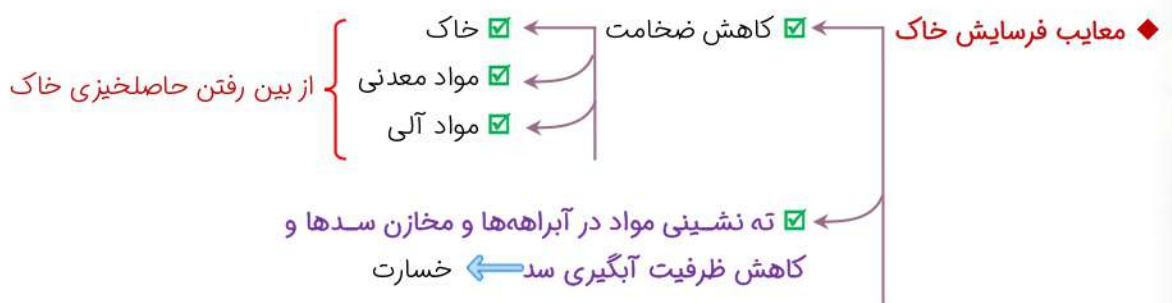 ◆ معایب فرسایش خاک
کاهش ضخامت
خاک
مواد معدنی
مواد آلی
از بین رفتن حاصلخیزی خاک
ته نشینی مواد در آبراهه‌ها و مخازن سدها و
کاهش ظرفیت آبگیری سد
خسارت